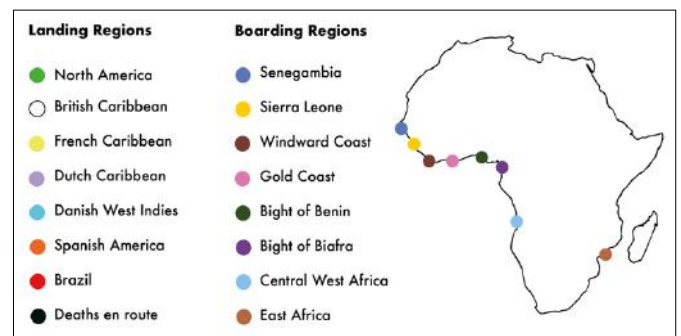 Landing Regions
North America
British Caribbean
French Caribbean
Dutch Caribbean
Danish West Indies
Spanish America
Brazil
Deaths en route
Boarding Regions
Senegambia
Sierra Leone
Windward Coast
Gold Coast
Bight of Benin
Bight of Biafra
Central West Africa
East Africa